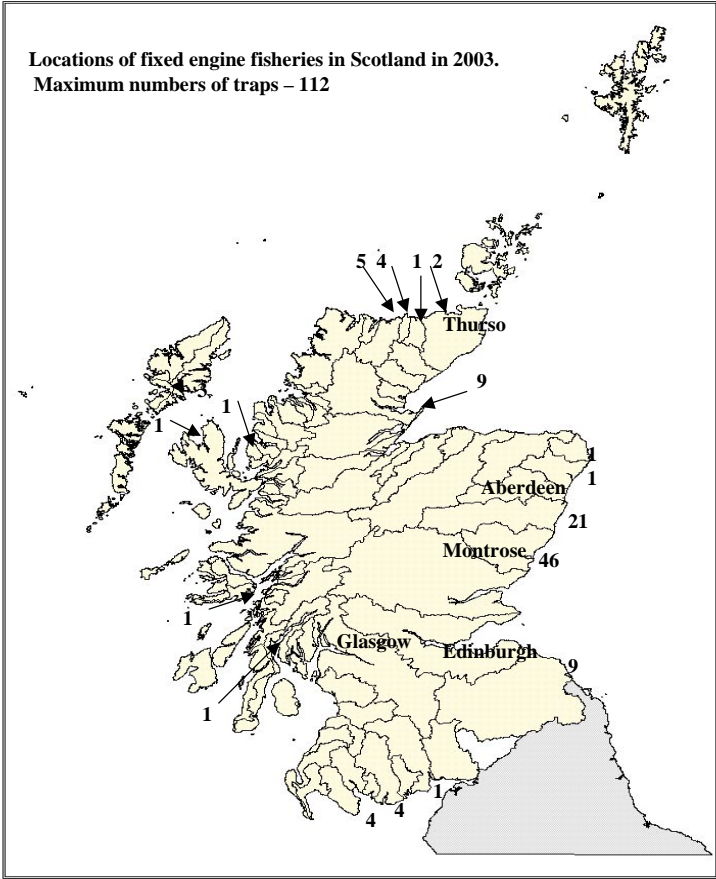 Locations of fixed engine fisheries in Scotland in 2003.
Maximum numbers of traps – 112
5 4 1 2
Thurso
9
3
1
1
1
Aberdeen
1
21
Montrose
46
1
Glasgow
Edinburgh
9
1
1
4
4